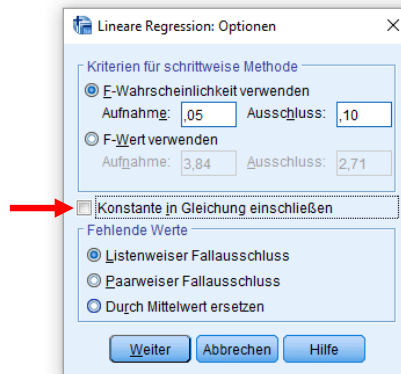 Lineare Regression: Optionen
Kriterien für schrittweise Methode
F-Wahrscheinlichkeit verwenden
Aufnahme: ,05 Ausschluss: ,10
F-Wert verwenden
Aufnahme: 3,84 Ausschluss: 2,71
Konstante in Gleichung einschließen
Fehlende Werte
Listenweiser Fallausschluss
Paarweiser Fallausschluss
Durch Mittelwert ersetzen
Weiter Abbrechen Hilfe